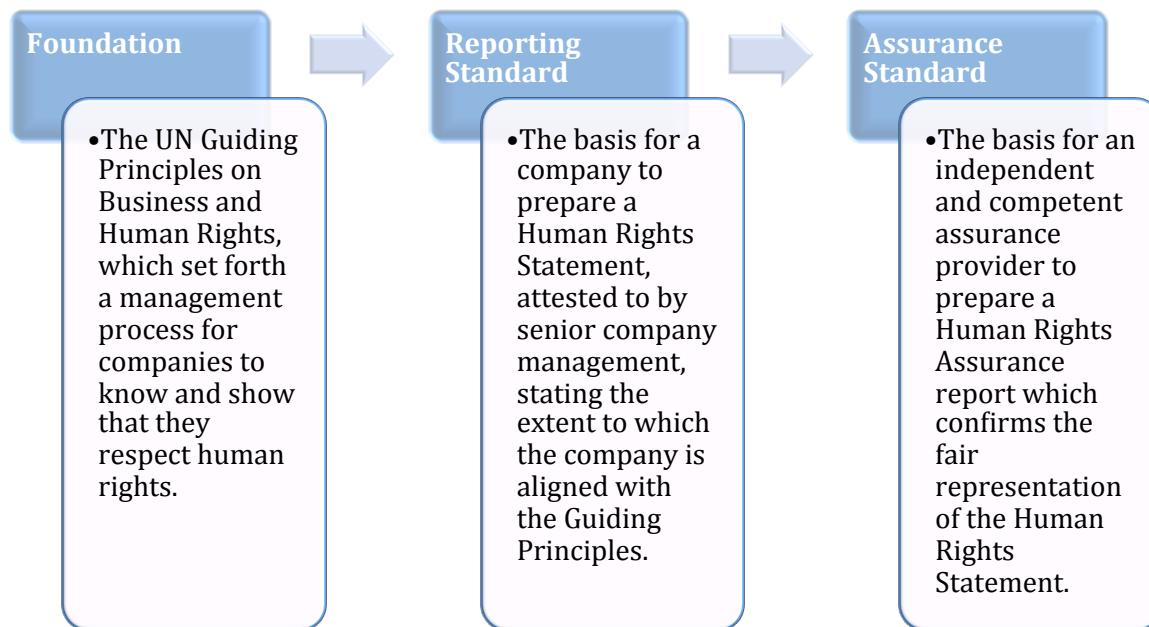 Foundation
•The UN Guiding
Principles on
Business and
Human Rights,
which set forth
a management
process for
companies to
know and show
that they
respect human
rights.
Reporting
Standard
•The basis for a
company to
prepare a
Human Rights
Statement,
attested to by
senior company
management,
stating the
extent to which
the company is
aligned with
the Guiding
Principles.
Assurance
Standard
•The basis for an
independent
and competent
assurance
provider to
prepare a
Human Rights
Assurance
report which
confirms the
fair
representation
of the Human
Rights
Statement.